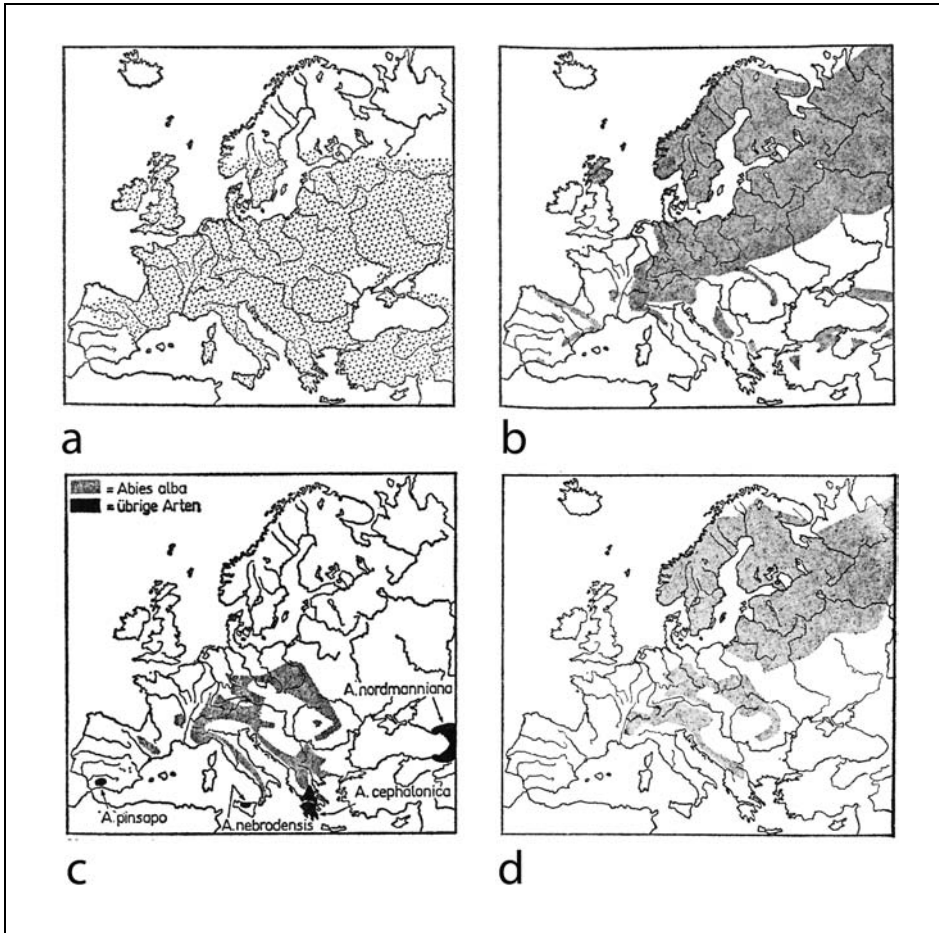 a
b
= Abies alba
= übrige Arten
A. nordmanniana
A. cephalonica
A. pinsapo
A. nebrodensis
c
d